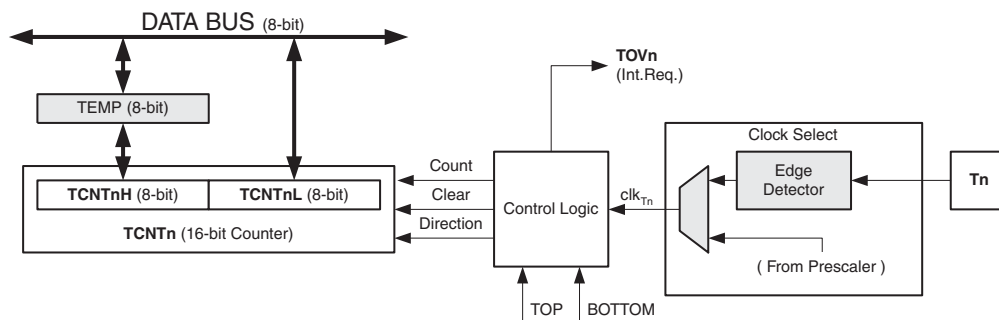 DATA BUS (8-bit)
TOVn
(Int.Req.)
TEMP (8-bit)
Clock Select
Count
Edge
Detector
Tn
TCNTnH (8-bit) TCNTnL (8-bit)
Clear
Control Logic
clkTn
TCNTn (16-bit Counter)
Direction
( From Prescaler )
TOP
BOTTOM